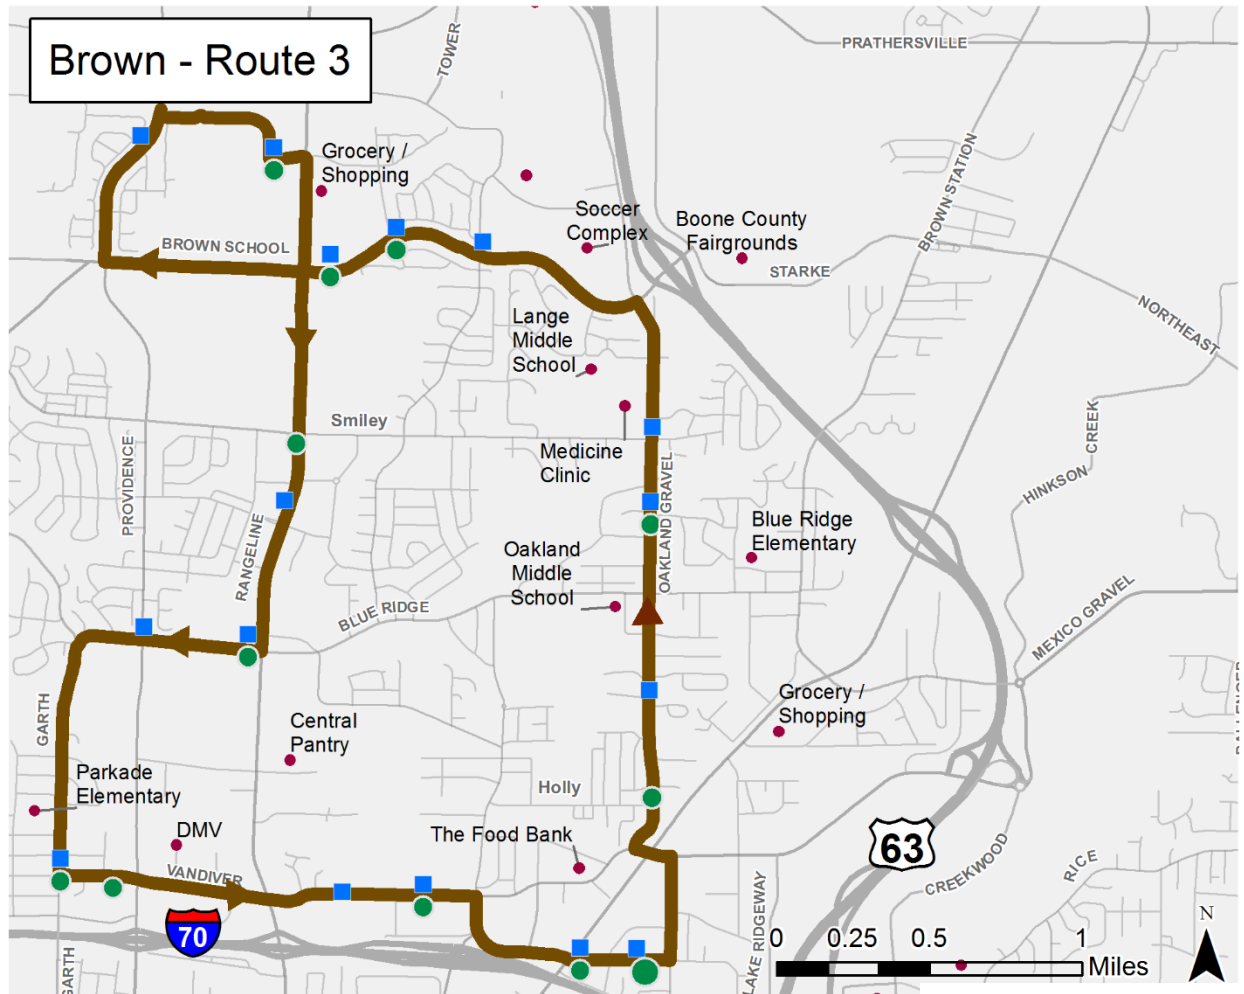 Brown - Route 3
TOWER
PRATHERSVILLE
Grocery /
Shopping
BROWN STATION
Soccer
Complex
Boone County
Fairgrounds
BROWN SCHOOL
STARKE
NORTHEAST
Lange
Middle
School
Smiley
Medicine
Clinic
PROVIDENCE
OAKLAND GRAVEL
HINKSON CREEK
RANGELINE
Blue Ridge
Elementary
Oakland
Middle
School
BLUE RIDGE
MEXICO GRAVEL
GARTH
Grocery /
Shopping
Central
Pantry
Parkade
Elementary
Holly
DMV
The Food Bank
VANDIVER
63
CREEKWOOD
RICE
LAKE RIDGEWAY
70
GARTH
N
0 0.25 0.5 1
Miles